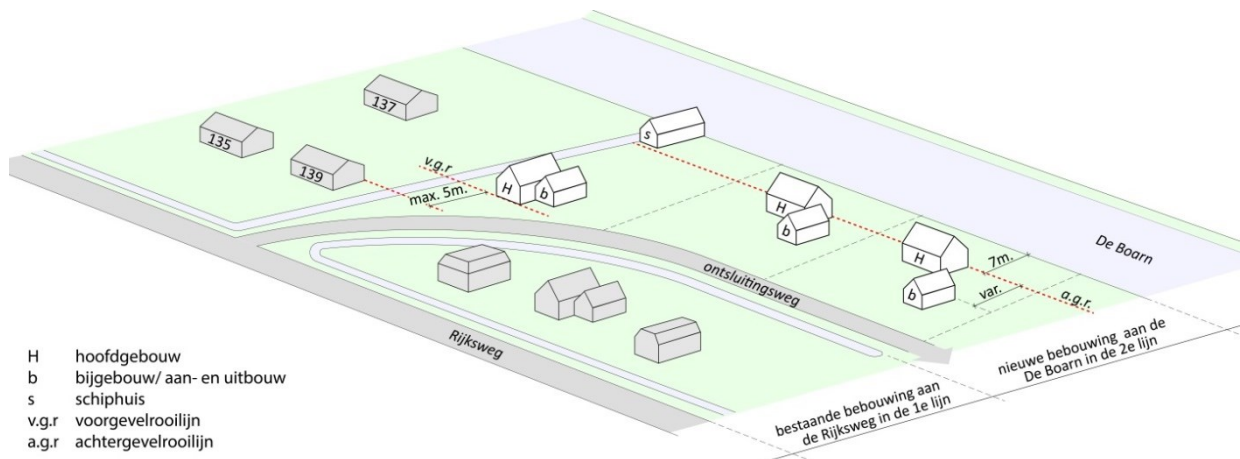 137
135
139
s
v.g.r
max. 5m.
H
b
H
b
H
b
7m.
var.
a.g.r.
De Boarn
ontsluitingsweg
Rijksweg
nieuwe bebouwing aan de
De Boarn in de 2e lijn
bestaande bebouwing aan
de Rijksweg in de 1e lijn
H hoofdgebouw
b bijgebouw/ aan- en uitbouw
s schiphuis
v.g.r voorgevelrooilijn
a.g.r achtergevelrooilijn